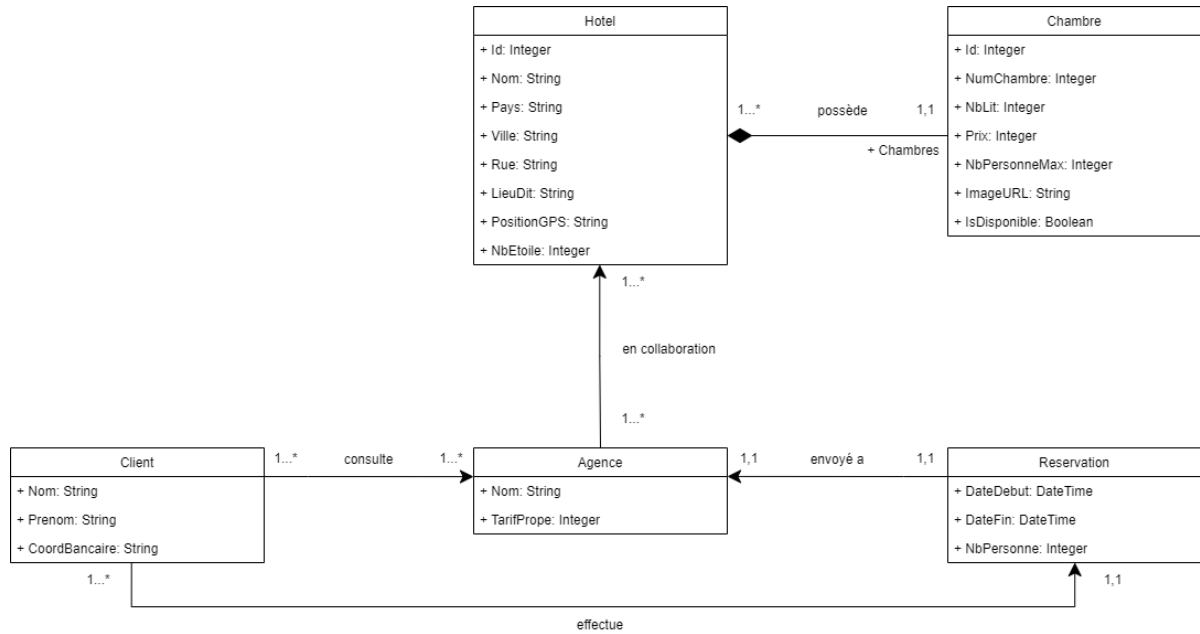 Hotel
+ Id: Integer
+ Nom: String
+ Pays: String
+ Ville: String
+ Rue: String
+ LieuDit: String
+ PositionGPS: String
+ NbEtoile: Integer
Chambre
+ Id: Integer
+ NumChambre: Integer
+ NbLit: Integer
+ Prix: Integer
+ NbPersonneMax: Integer
+ ImageURL: String
+ IsDisponible: Boolean
1...* possède 1,1
+ Chambres
1...*
en collaboration
1...*
Client
+ Nom: String
+ Prenom: String
+ CoordBancaire: String
1...* consulte 1...*
Agence
+ Nom: String
+ TarifPrope: Integer
1,1 envoyé a 1,1
Reservation
+ DateDebut: DateTime
+ DateFin: DateTime
+ NbPersonne: Integer
1...* 1,1
effectue